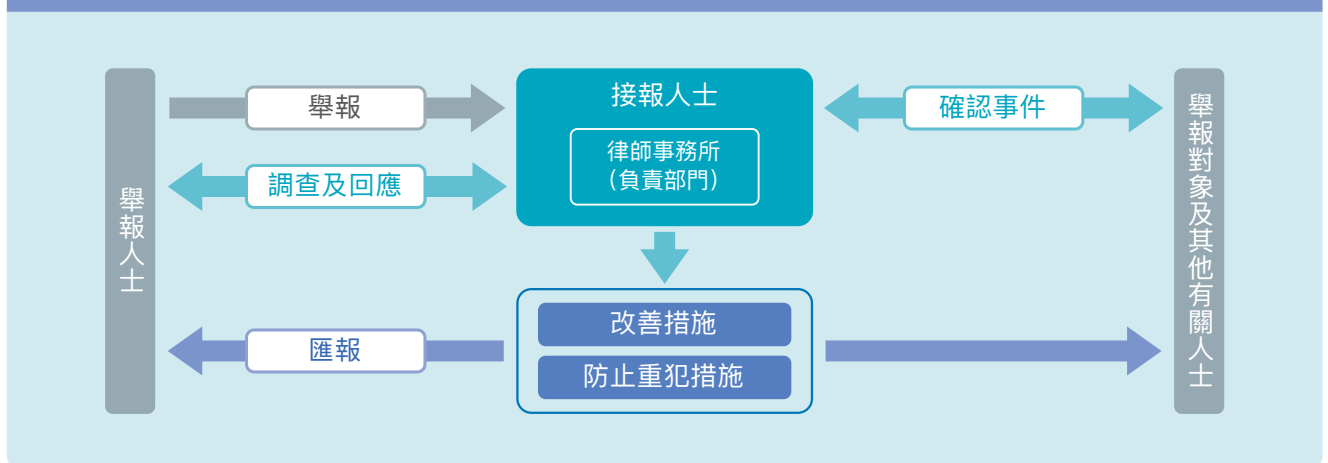 舉報人士
舉報
調查及回應
匯報
接報人士
律師事務所
（負責部門）
改善措施
防止重犯措施
確認事件
舉報對象及其他有關人士